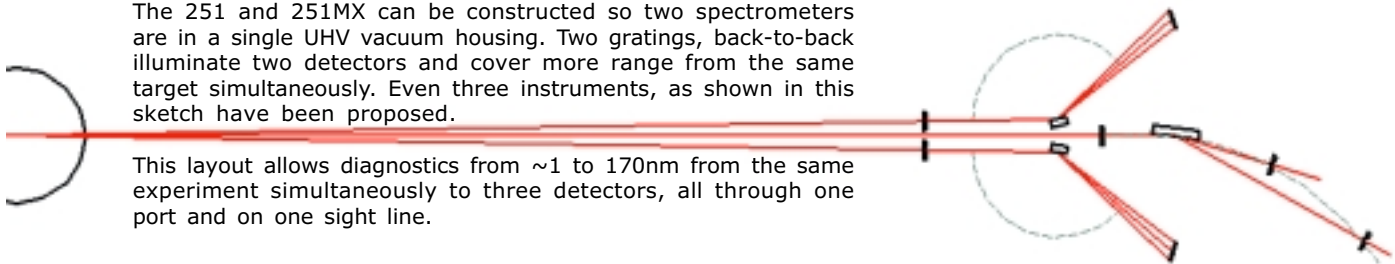 The 251 and 251MX can be constructed so two spectrometers
are in a single UHV vacuum housing. Two gratings, back-to-back
illuminate two detectors and cover more range from the same
target simultaneously. Even three instruments, as shown in this
sketch have been proposed.
This layout allows diagnostics from ~1 to 170nm from the same
experiment simultaneously to three detectors, all through one
port and on one sight line.